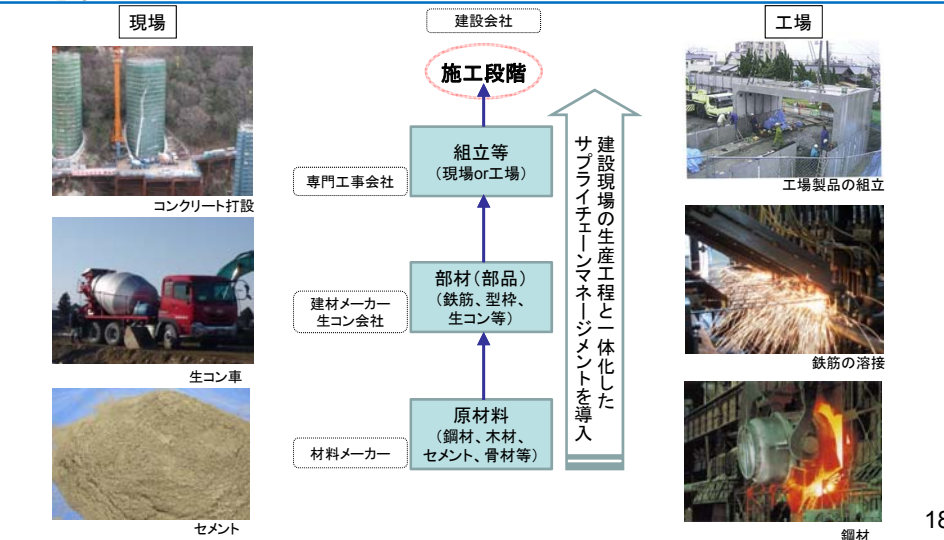 現場
建設会社
工場
施工段階
組立等
(現場or工場)
専門工事会社
コンクリート打設
工場製品の組立
建設現場の生産工程と一体化した
サプライチェーンマネージメントを導入
部材(部品)
(鉄筋、型枠、
生コン等)
建材メーカー
生コン会社
生コン車
鉄筋の溶接
原材料
(鋼材、木材、
セメント、骨材等)
材料メーカー
セメント
鋼材
18